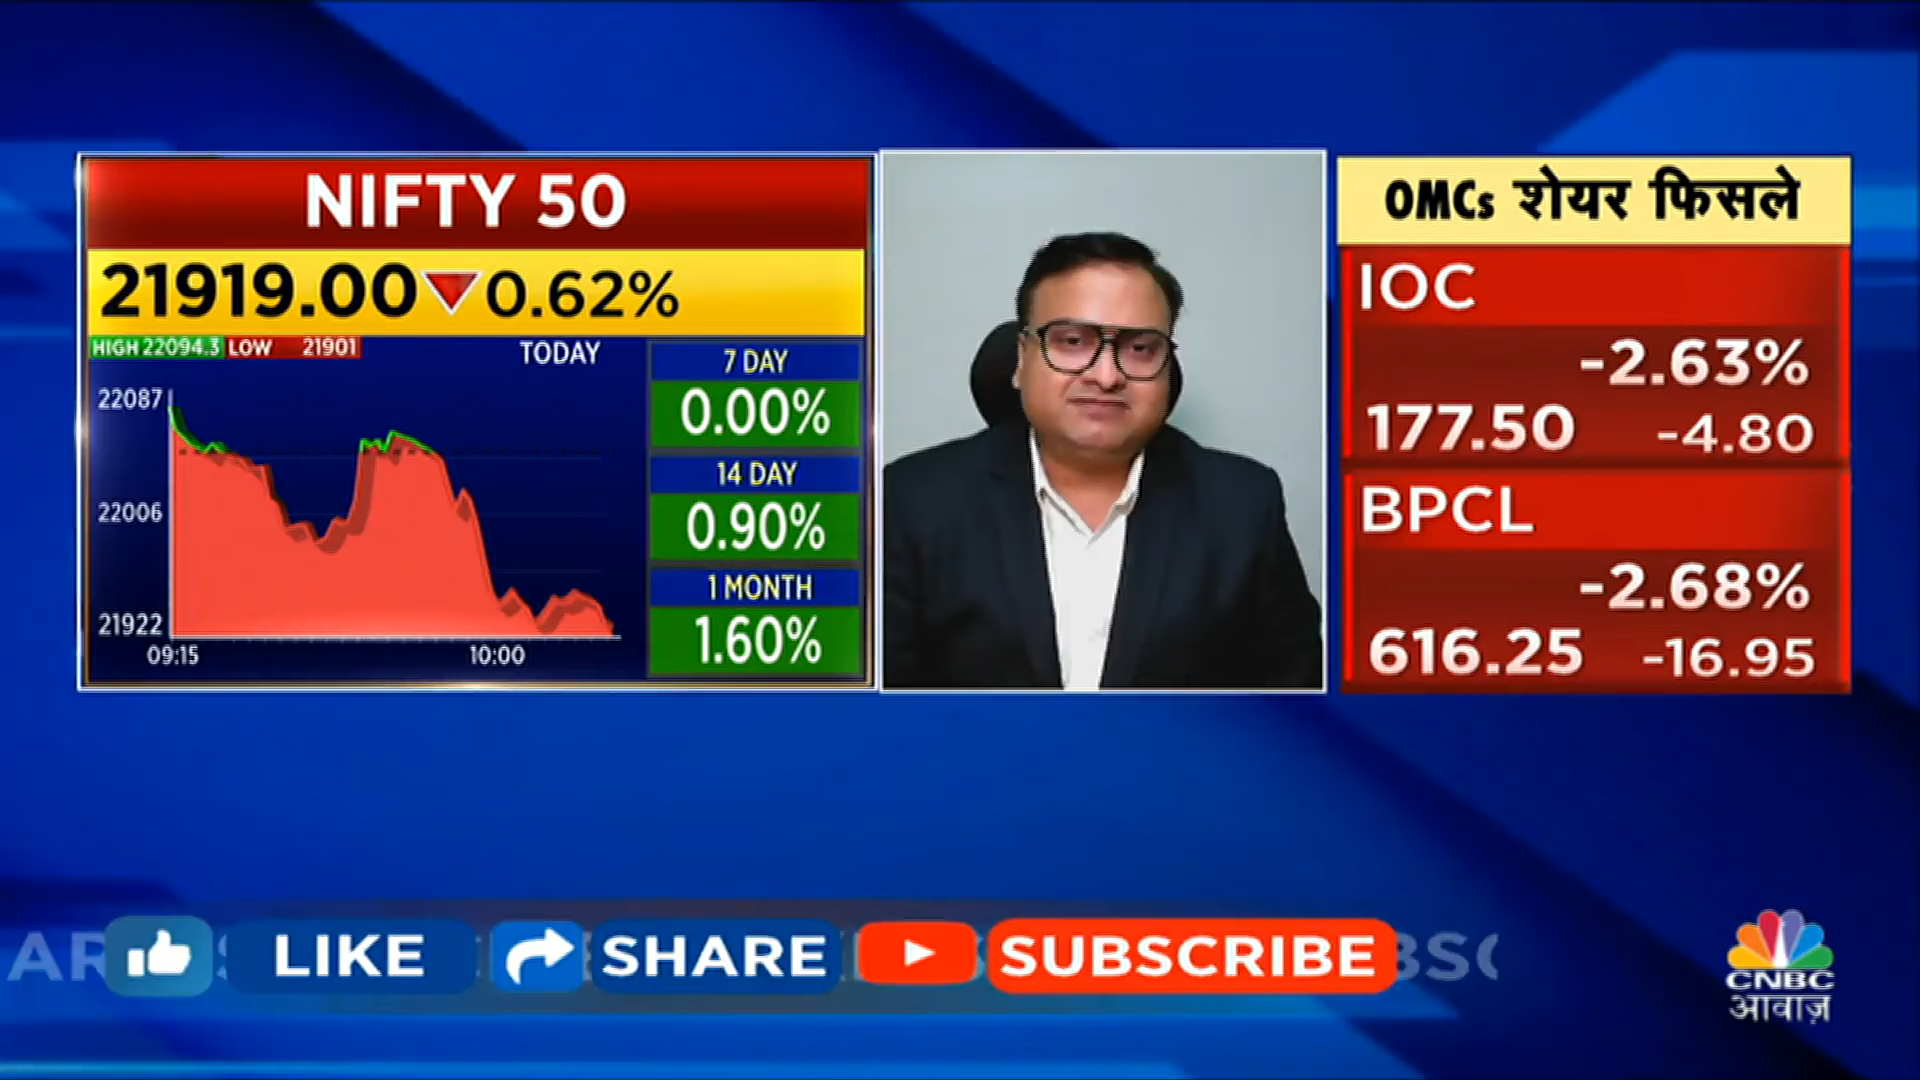 NIFTY 50
21919.00 0.62%
HIGH 22094.3 LOW 21901
TODAY
22087
22006
21922
09:15 10:00
7 DAY
0.00%
14 DAY
0.90%
1 MONTH
1.60%
OMCs शेयर फिसले
IOC
-2.63%
177.50 -4.80
BPCL
-2.68%
616.25 -16.95
LIKE SHARE SUBSCRIBE
CNBC
आवाज़